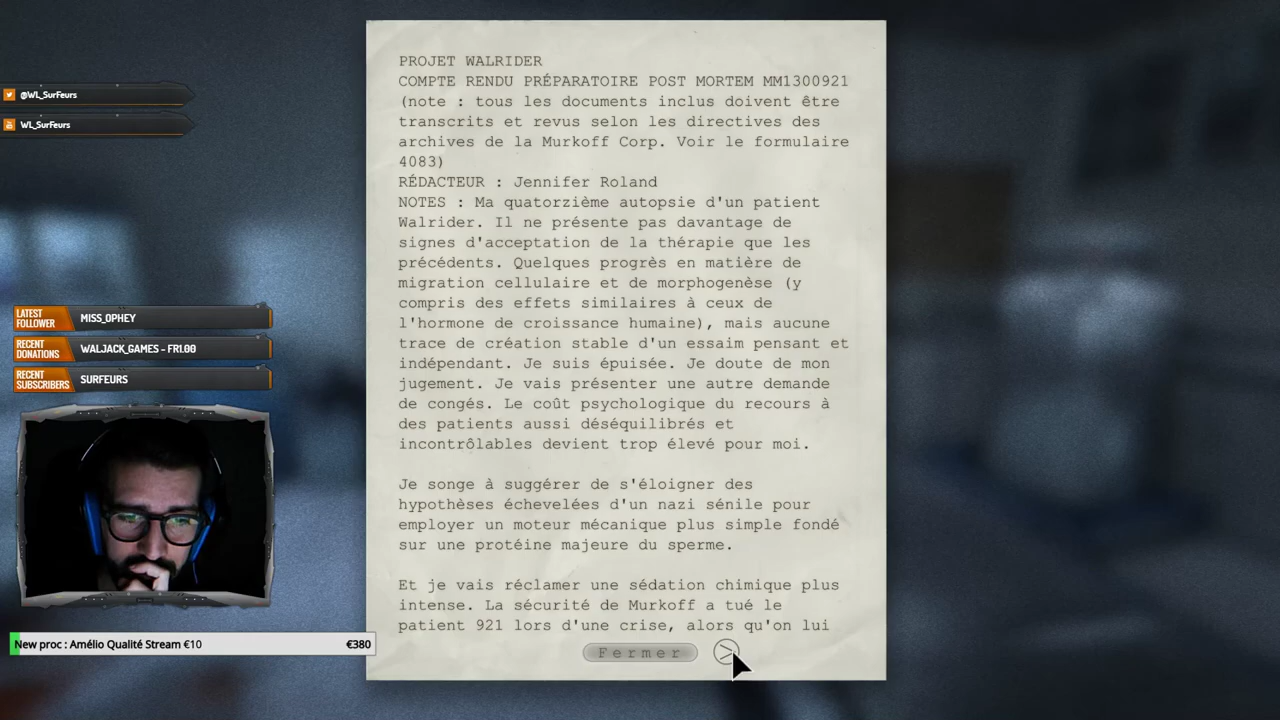 @WL_SurFeurs
WL_SurFeurs
LATEST FOLLOWER
MISS_OPHEY
RECENT DONATIONS
WALJACK_GAMES - FR1.00
RECENT SUBSCRIBERS
SURFEURS
New proc : Amélio Qualité Stream €10
€380
PROJET WALRIDER
COMPTE RENDU PRÉPARATOIRE POST MORTEM MM1300921
(note : tous les documents inclus doivent être
transcrits et revus selon les directives des
archives de la Murkoff Corp. Voir le formulaire
4083)
RÉDACTEUR : Jennifer Roland
NOTES : Ma quatorzième autopsie d'un patient
Walrider. Il ne présente pas davantage de
signes d'acceptation de la thérapie que les
précédents. Quelques progrès en matière de
migration cellulaire et de morphogenèse (y
compris des effets similaires à ceux de
l'hormone de croissance humaine), mais aucune
trace de création stable d'un essaim pensant et
indépendant. Je suis épuisée. Je doute de mon
jugement. Je vais présenter une autre demande
de congés. Le coût psychologique du recours à
des patients aussi déséquilibrés et
incontrôlables devient trop élevé pour moi.
Je songe à suggérer de s'éloigner des
hypothèses échevelées d'un nazi sénile pour
employer un moteur mécanique plus simple fondé
sur une protéine majeure du sperme.
Et je vais réclamer une sédation chimique plus
intense. La sécurité de Murkoff a tué le
patient 921 lors d'une crise, alors qu'on lui
Fermer
>